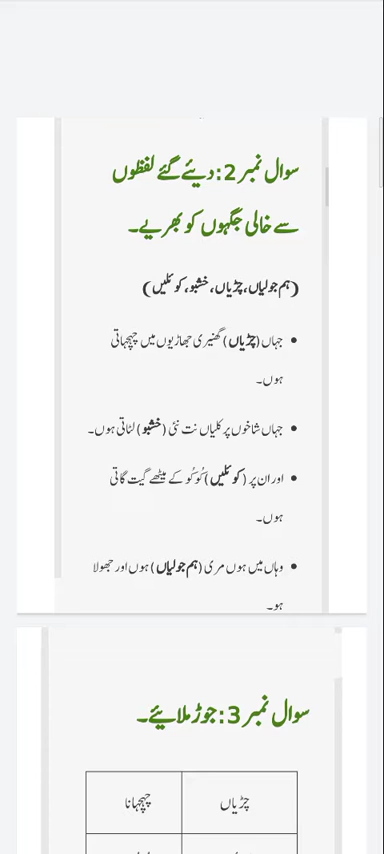 سوال نمبر 2: دیئے گئے لفظوں
سے خالی جگہوں کو بھریے۔
(ہم جولیاں، چڑیاں، خشبو، کوئلیں)
• جہاں (چڑیاں) گھنیری جھاڑیوں میں چہچہاتی
ہوں۔
• جہاں شاخوں پر کلیاں نت نئی (خشبو) لٹاتی ہوں۔
• اور ان پر (کوئلیں) کُوکُو کے میٹھے گیت گاتی
ہوں۔
• وہاں میں ہوں مری (ہم جولیاں) ہوں اور جھولا
ہو۔
سوال نمبر 3: جوڑ ملائیے۔
چڑیاں چہچہانا